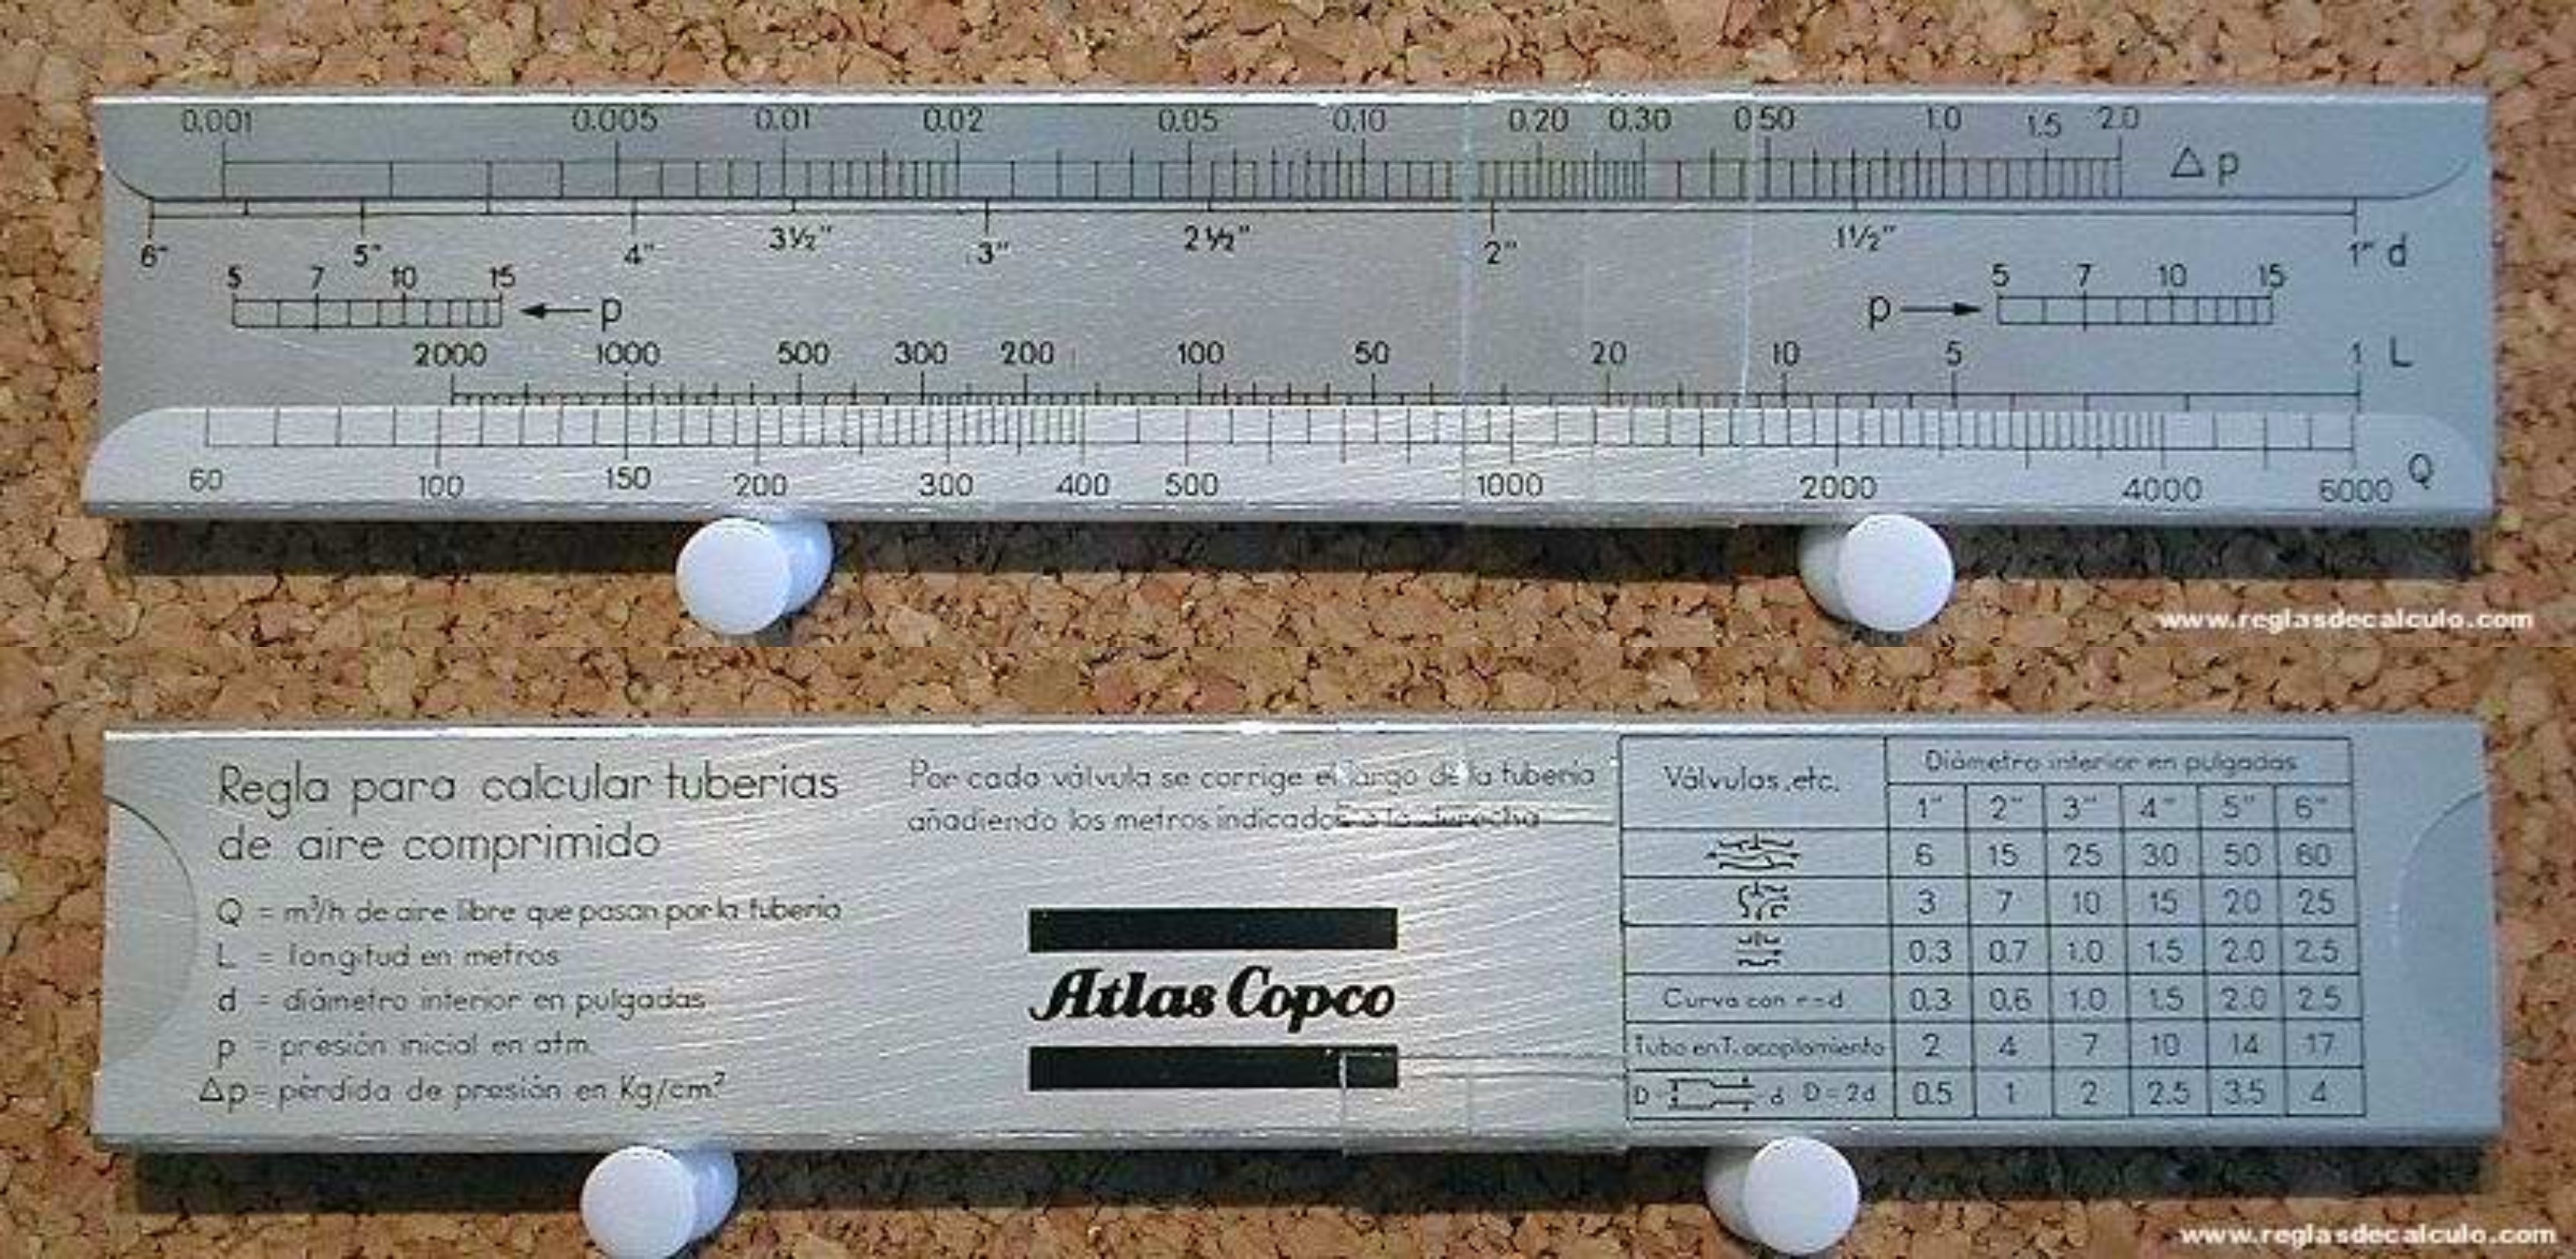 0.001 0.005 0.01 0.02 0.05 0.10 0.20 0.30 0.50 1.0 1.5 2.0
Δp
6" 5" 4" 3½" 3" 2½" 2" 1½" 1" d
5 7 10 15 ← p
p → 5 7 10 15
2000 1000 500 300 200 100 50 20 10 5 1 L
60 100 150 200 300 400 500 1000 2000 4000 6000 Q
www.reglasdecalculo.com
Regla para calcular tuberias
de aire comprimido
Q = m³/h de aire libre que pasan por la tuberia
L = longitud en metros
d = diámetro interior en pulgadas
p = presión inicial en atm.
Δp = pérdida de presión en Kg/cm²
Por cada válvula se corrige el largo de la tuberia
añadiendo los metros indicados a la derecha
Atlas Copco
Válvulas, etc. Diámetro interior en pulgadas
1" 2" 3" 4" 5" 6"
6 15 25 30 50 60
3 7 10 15 20 25
0.3 0.7 1.0 1.5 2.0 2.5
Curva con r=d 0.3 0.6 1.0 1.5 2.0 2.5
Tubo en T. acoplamiento 2 4 7 10 14 17
D d D=2d 0.5 1 2 2.5 3.5 4
www.reglasdecalculo.com